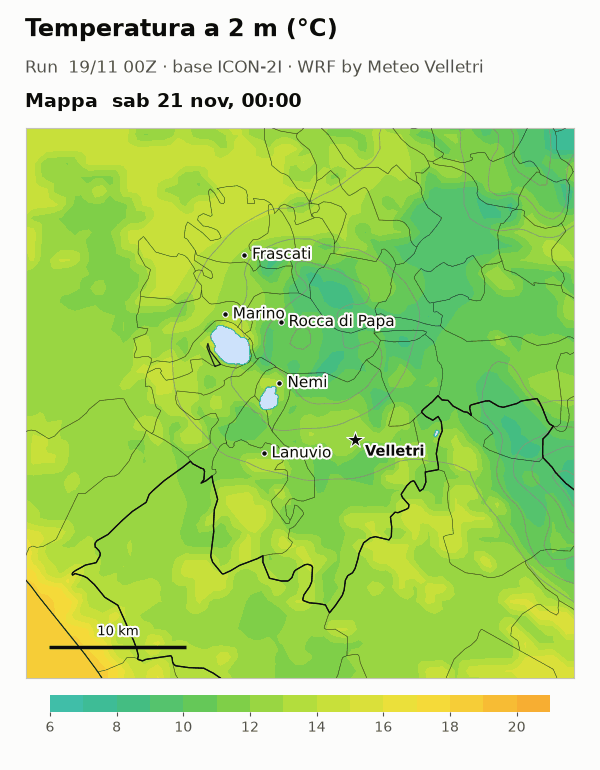 Temperatura a 2 m (°C)
Run  19/11 00Z · base ICON-2I · WRF by Meteo Velletri
Mappa  sab 21 nov, 00:00
Frascati
Marino
Rocca di Papa
Nemi
Velletri
Lanuvio
10 km
6 8 10 12 14 16 18 20